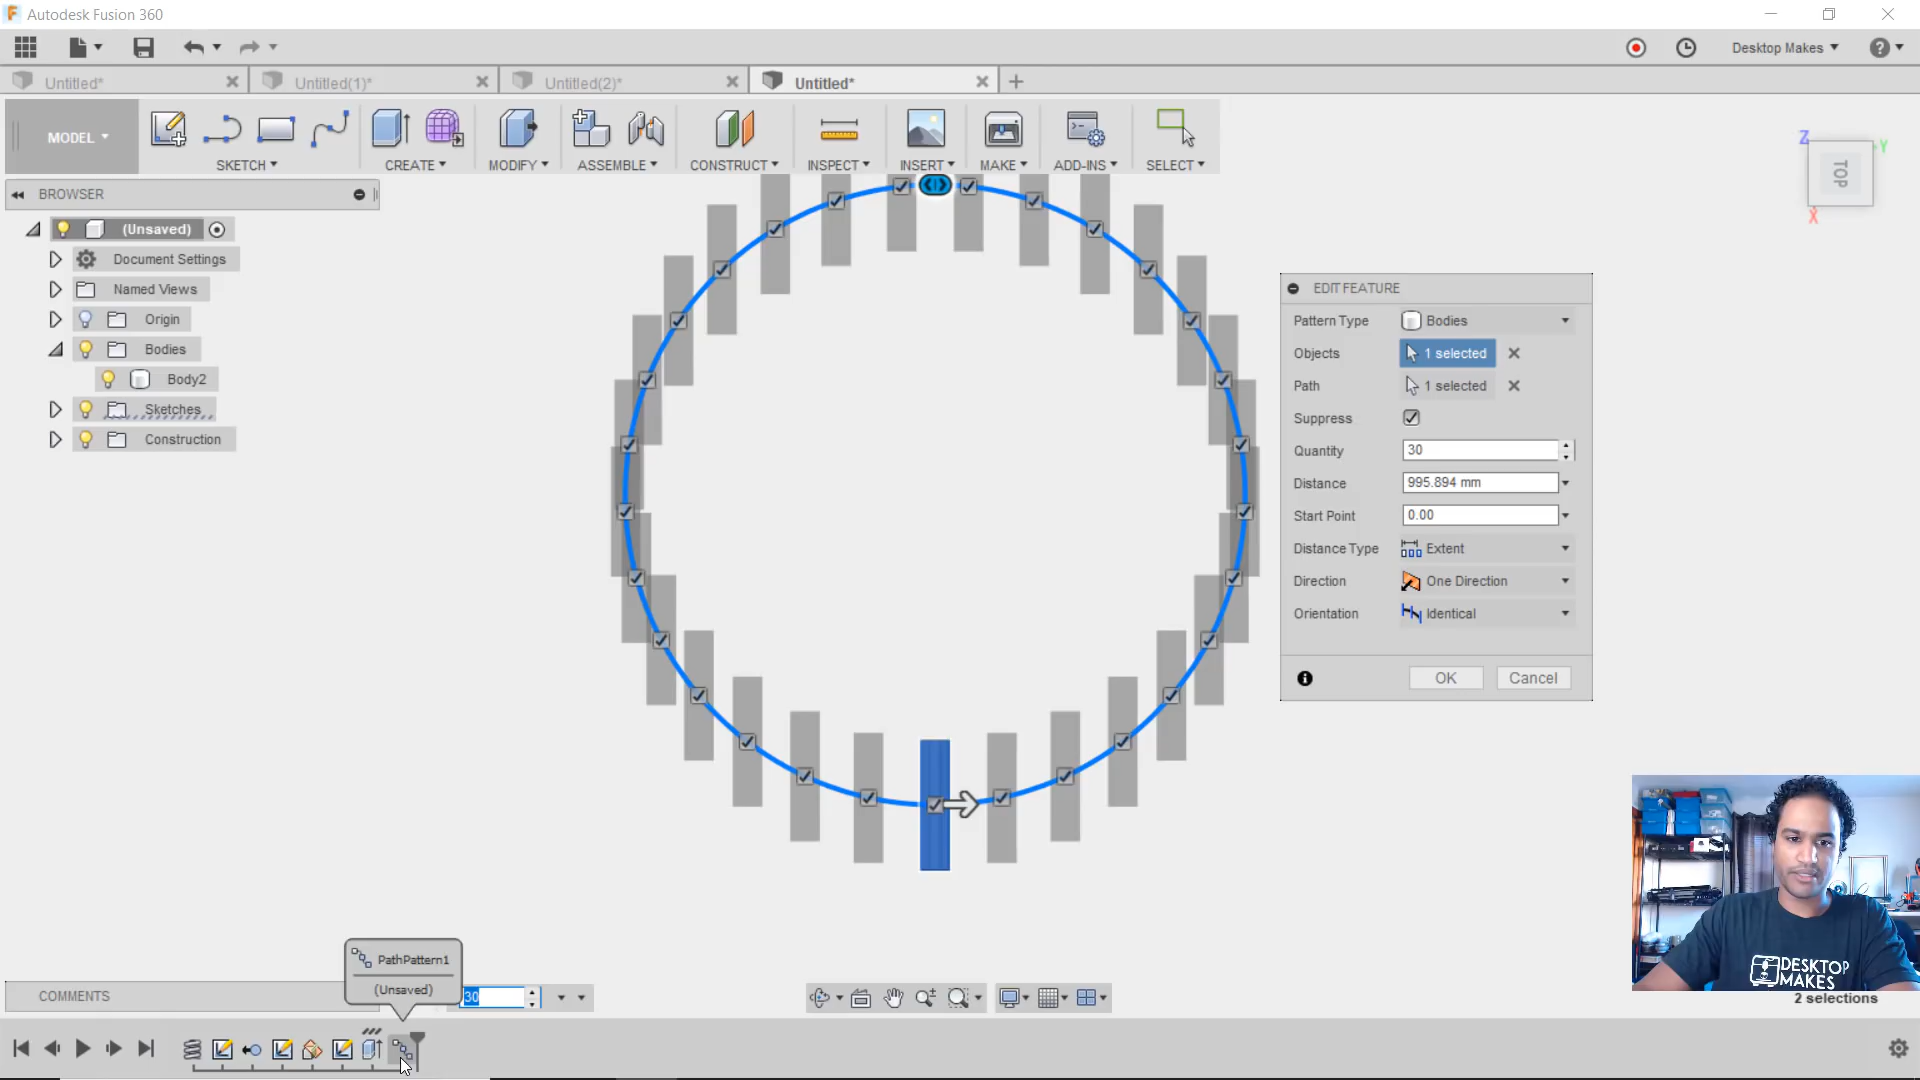 Autodesk Fusion 360
Desktop Makes
Untitled*
Untitled(1)*
Untitled(2)*
Untitled*
MODEL
SKETCH
CREATE
MODIFY
ASSEMBLE
CONSTRUCT
INSPECT
INSERT
MAKE
ADD-INS
SELECT
Z
Y
TOP
X
BROWSER
(Unsaved)
Document Settings
Named Views
Origin
Bodies
Body2
Sketches
Construction
EDIT FEATURE
Pattern Type Bodies
Objects 1 selected
Path 1 selected
Suppress
Quantity 30
Distance 995.894 mm
Start Point 0.00
Distance Type Extent
Direction One Direction
Orientation Identical
OK Cancel
PathPattern1
(Unsaved)
COMMENTS
30
DESKTOP
MAKES
2 selections